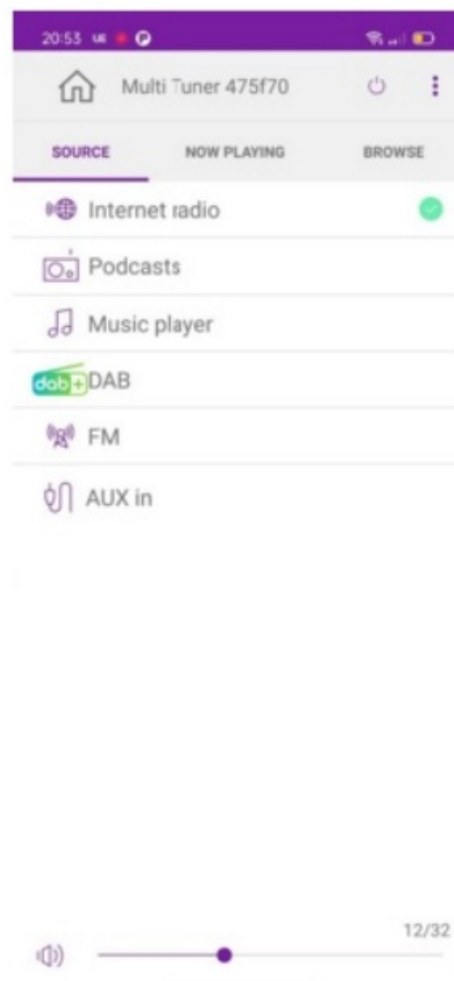 20:53
Multi Tuner 475f70
SOURCE NOW PLAYING BROWSE
Internet radio
Podcasts
Music player
dab+ DAB
FM
AUX in
12/32